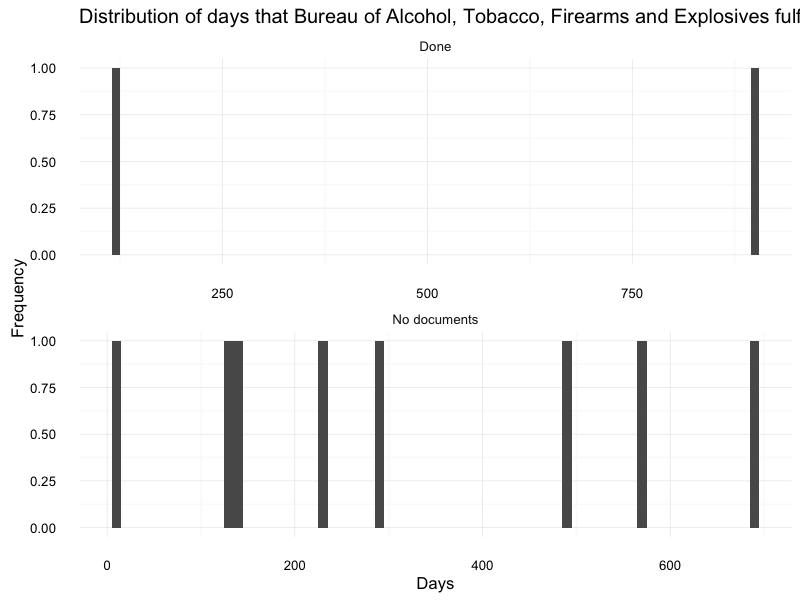 Distribution of days that Bureau of Alcohol, Tobacco, Firearms and Explosives fulf
Done
1.00
0.75
0.50
0.25
0.00
250 500 750
Frequency
No documents
1.00
0.75
0.50
0.25
0.00
0 200 400 600
Days